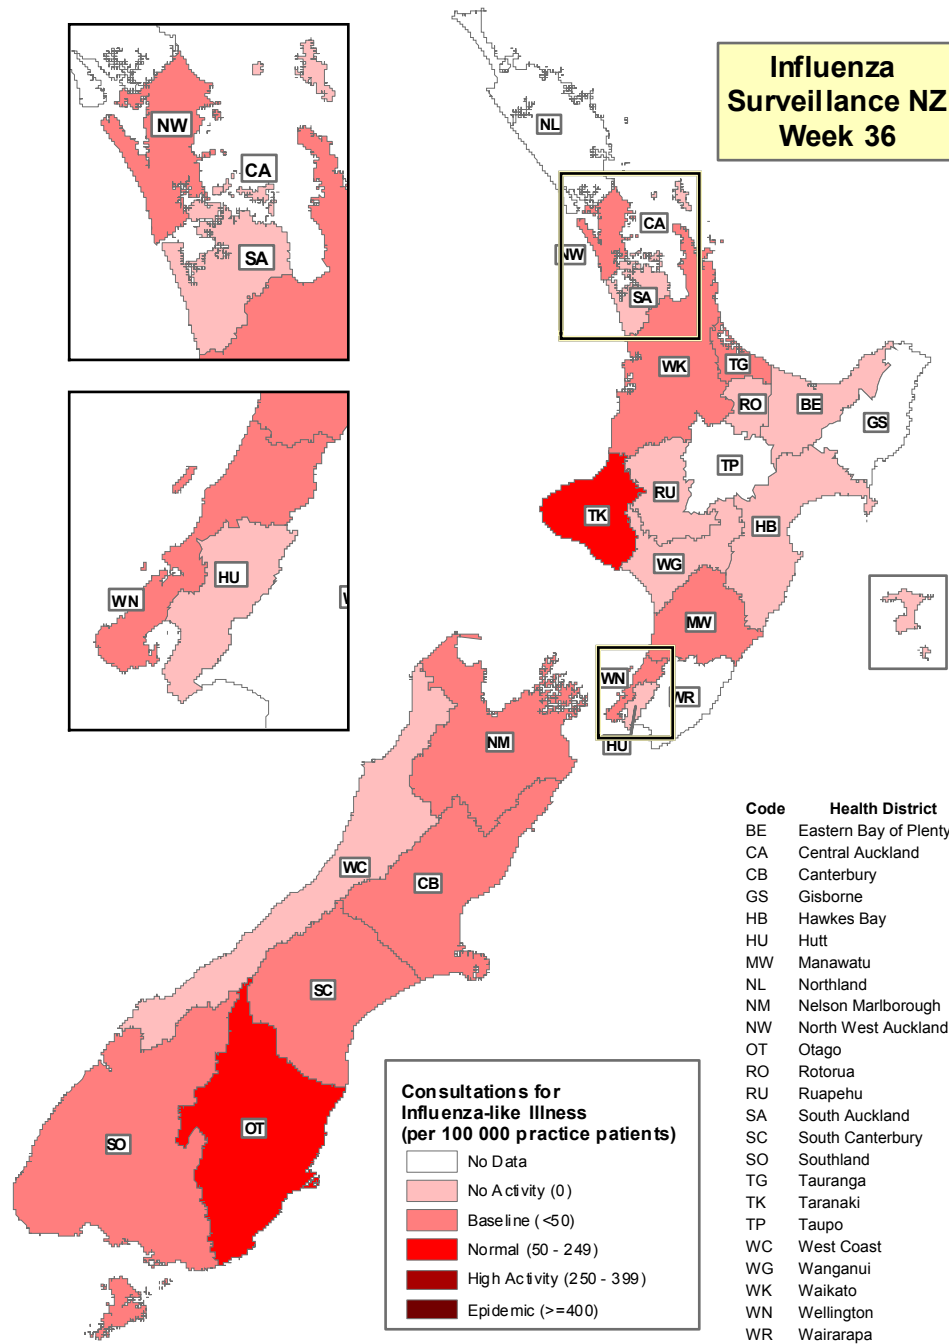 Influenza
Surveillance NZ
Week 36
NW
CA
SA
NL
CA
NW
SA
WK
TG
RO
BE
GS
TP
RU
TK
HB
WG
MW
WN
WR
HU
HU
WN
NM
WC
CB
SC
OT
SO
Consultations for
Influenza-like Illness
(per 100 000 practice patients)
No Data
No Activity (0)
Baseline (<50)
Normal (50 - 249)
High Activity (250 - 399)
Epidemic (>=400)
Code Health District
BE Eastern Bay of Plenty
CA Central Auckland
CB Canterbury
GS Gisborne
HB Hawkes Bay
HU Hutt
MW Manawatu
NL Northland
NM Nelson Marlborough
NW North West Auckland
OT Otago
RO Rotorua
RU Ruapehu
SA South Auckland
SC South Canterbury
SO Southland
TG Tauranga
TK Taranaki
TP Taupo
WC West Coast
WG Wanganui
WK Waikato
WN Wellington
WR Wairarapa